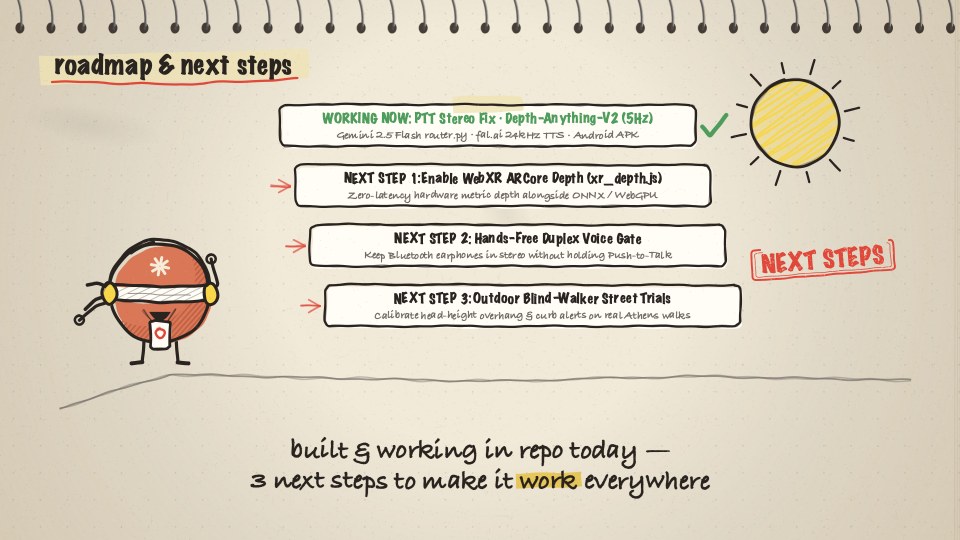 roadmap & next steps
WORKING NOW: PTT Stereo Fix · Depth-Anything-V2 (5Hz)
Gemini 2.5 Flash router.py · fal.ai 24kHz TTS · Android APK
NEXT STEP 1: Enable WebXR ARCore Depth (xr_depth.js)
Zero-latency hardware metric depth alongside ONNX / WebGPU
NEXT STEP 2: Hands-Free Duplex Voice Gate
Keep Bluetooth earphones in stereo without holding Push-to-Talk
NEXT STEPS
NEXT STEP 3: Outdoor Blind-Walker Street Trials
Calibrate head-height overhang & curb alerts on real Athens walks
built & working in repo today —
3 next steps to make it work everywhere